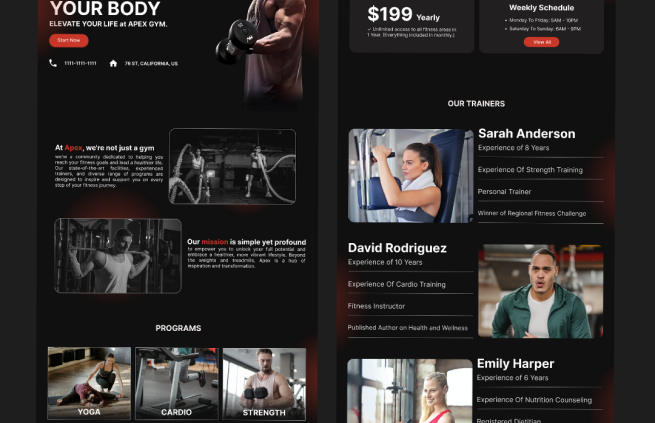 YOUR BODY
ELEVATE YOUR LIFE at APEX GYM.
Start Now
1111-1111-1111
76 ST, CALIFORNIA, US
At Apex, we're not just a gym
we're a community dedicated to helping you
reach your fitness goals and lead a healthier life.
Our state-of-the-art facilities, experienced
trainers, and diverse range of programs are
designed to inspire and support you on every
step of your fitness journey.
Our mission is simple yet profound
to empower you to unlock your full potential and
embrace a healthier, more vibrant lifestyle. Beyond
the weights and treadmills, Apex is a hub of
inspiration and transformation.
PROGRAMS
YOGA
CARDIO
STRENGTH
$199 Yearly
✓ Unlimited access to all fitness areas in
1 Year. (Everything included in monthly.)
Weekly Schedule
• Monday To Friday: 5AM - 10PM
• Saturday To Sunday: 6AM - 9PM
View All
OUR TRAINERS
Sarah Anderson
Experience of 8 Years
Experience Of Strength Training
Personal Trainer
Winner of Regional Fitness Challenge
David Rodriguez
Experience of 10 Years
Experience Of Cardio Training
Fitness Instructor
Published Author on Health and Wellness
Emily Harper
Experience of 6 Years
Experience Of Nutrition Counseling
Registered Dietitian